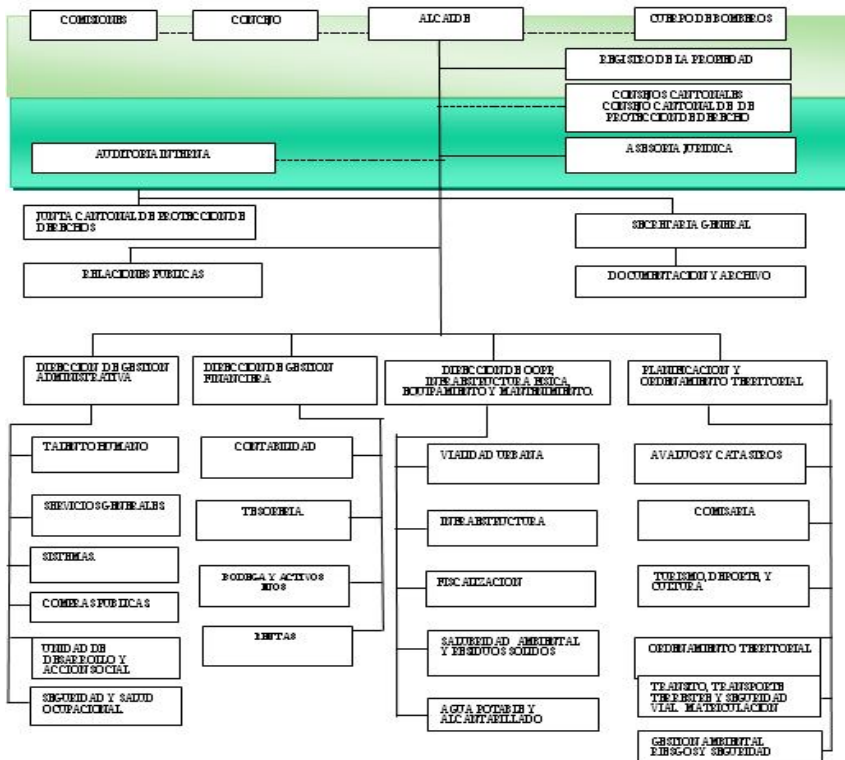 COMISIONES
CONCEJO
ALCALDE
CUERPO DE BOMBEROS
REGISTRO DE LA PROPIEDAD
CONSEJOS CANTONALES
CONSEJO CANTONAL DE DE
PROTECCION DE DERECHO
AUDITORIA INTERNA
ASESORIA JURIDICA
JUNTA CANTONAL DE PROTECCION DE
DERECHOS
SECRETARIA GENERAL
RELACIONES PUBLICAS
DOCUMENTACION Y ARCHIVO
DIRECCION DE GESTION
ADMINISTRATIVA
DIRECCION DE GESTION
FINANCIERA
DIRECCION DE OOPP,
INFRAESTRUCTURA FISICA,
EQUIPAMIENTO Y MANTENIMIENTO.
PLANIFICACION Y
ORDENAMIENTO TERRITORIAL
TALENTO HUMANO
SERVICIOS GENERALES
SISTEMAS
COMPRAS PUBLICAS
UNIDAD DE
DESARROLLO Y
ACCION SOCIAL
SEGURIDAD Y SALUD
OCUPACIONAL
CONTABILIDAD
TESORERIA
BODEGA Y ACTIVOS
FIJOS
RENTAS
VIALIDAD URBANA
INFRAESTRUCTURA
FISCALIZACION
SALUBRIDAD AMBIENTAL
Y RESIDUOS SÓLIDOS
AGUA POTABLE Y
ALCANTARILLADO
AVALUOS Y CATASTROS
COMISARIA
TURISMO, DEPORTE, Y
CULTURA
ORDENAMIENTO TERRITORIAL
TRANSITO, TRANSPORTE
TERRESTRE Y SEGURIDAD
VIAL. MATRICULACION
GESTION AMBIENTAL
RIESGOS Y SEGURIDAD